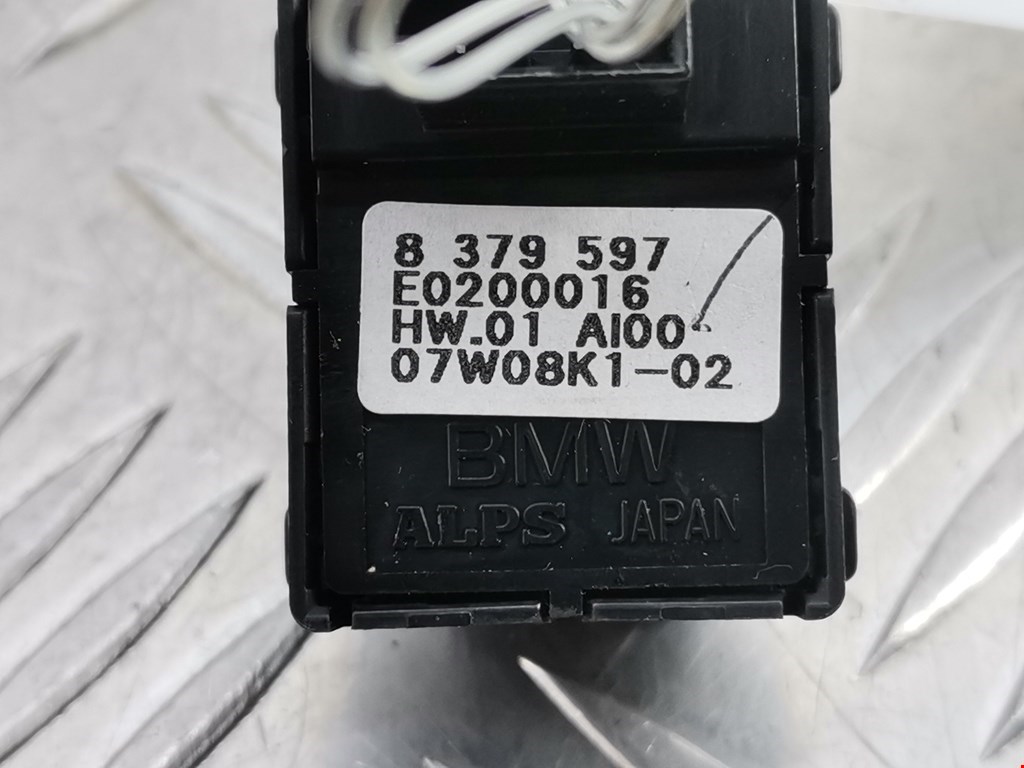 8 379 597
E0200016
HW.01 AI00
07W08K1-02
BMW
ALPS JAPAN